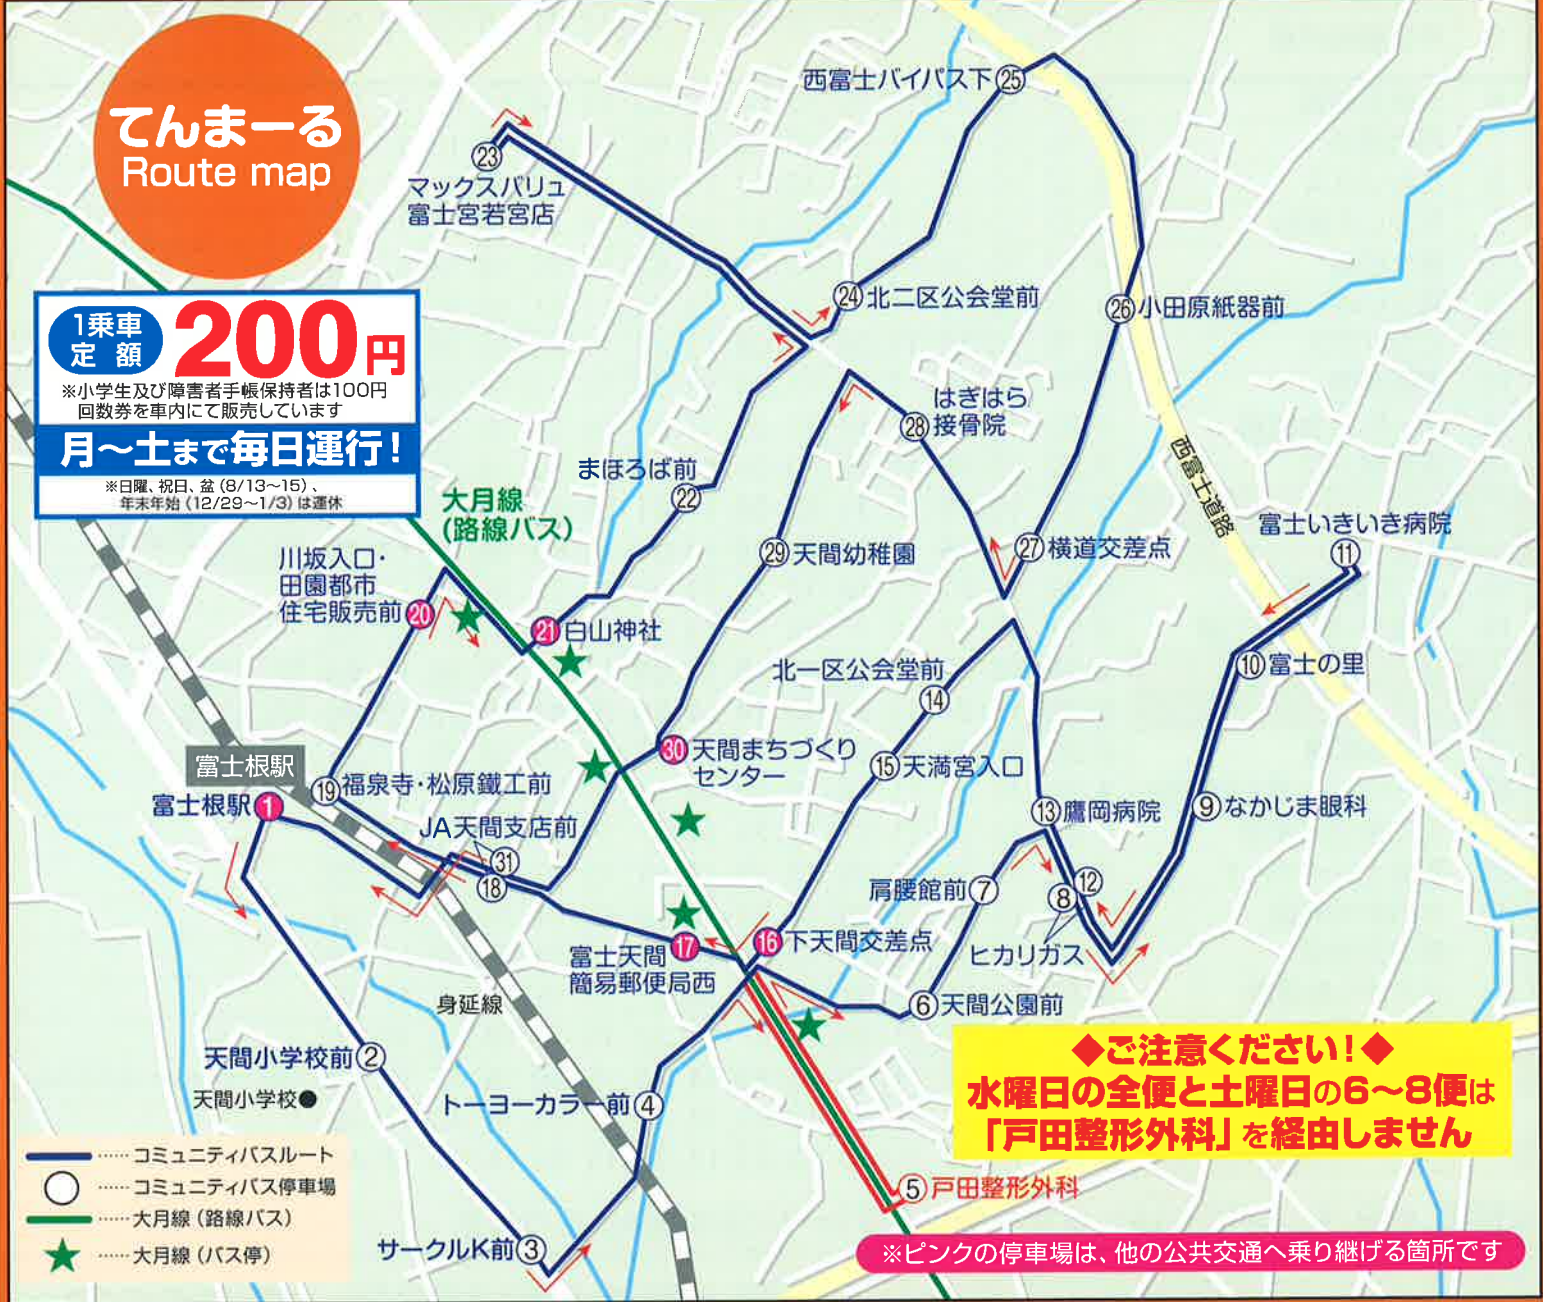 てんまーる
Route map
1乗車
定 額
200円
※小学生及び障害者手帳保持者は100円
回数券を車内にて販売しています
月～土まで毎日運行!
※日曜、祝日、盆(8/13～15)、
年末年始(12/29～1/3)は運休
西富士バイパス下 25
23
マックスバリュ
富士宮若宮店
24 北二区公会堂前
26 小田原紙器前
はぎはら
28 接骨院
まほろば前
22
大月線
(路線バス)
西富士道路
富士いきいき病院
11
27 横道交差点
29 天間幼稚園
川坂入口・
田園都市
住宅販売前 20
21 白山神社
10 富士の里
北一区公会堂前
14
30 天間まちづくり
センター
15 天満宮入口
富士根駅
富士根駅 1
19 福泉寺・松原鐵工前
13 鷹岡病院
9 なかじま眼科
JA天間支店前
31
18
肩腰館前 7
12
8
ヒカリガス
16 下天間交差点
富士天間 17
簡易郵便局西
6 天間公園前
身延線
天間小学校前 2
天間小学校●
トーヨーカラー前 4
◆ご注意ください!◆
水曜日の全便と土曜日の6～8便は
「戸田整形外科」を経由しません
5 戸田整形外科
サークルK前 3
※ピンクの停車場は、他の公共交通へ乗り継げる箇所です
……コミュニティバスルート
……コミュニティバス停車場
……大月線(路線バス)
……大月線(バス停)